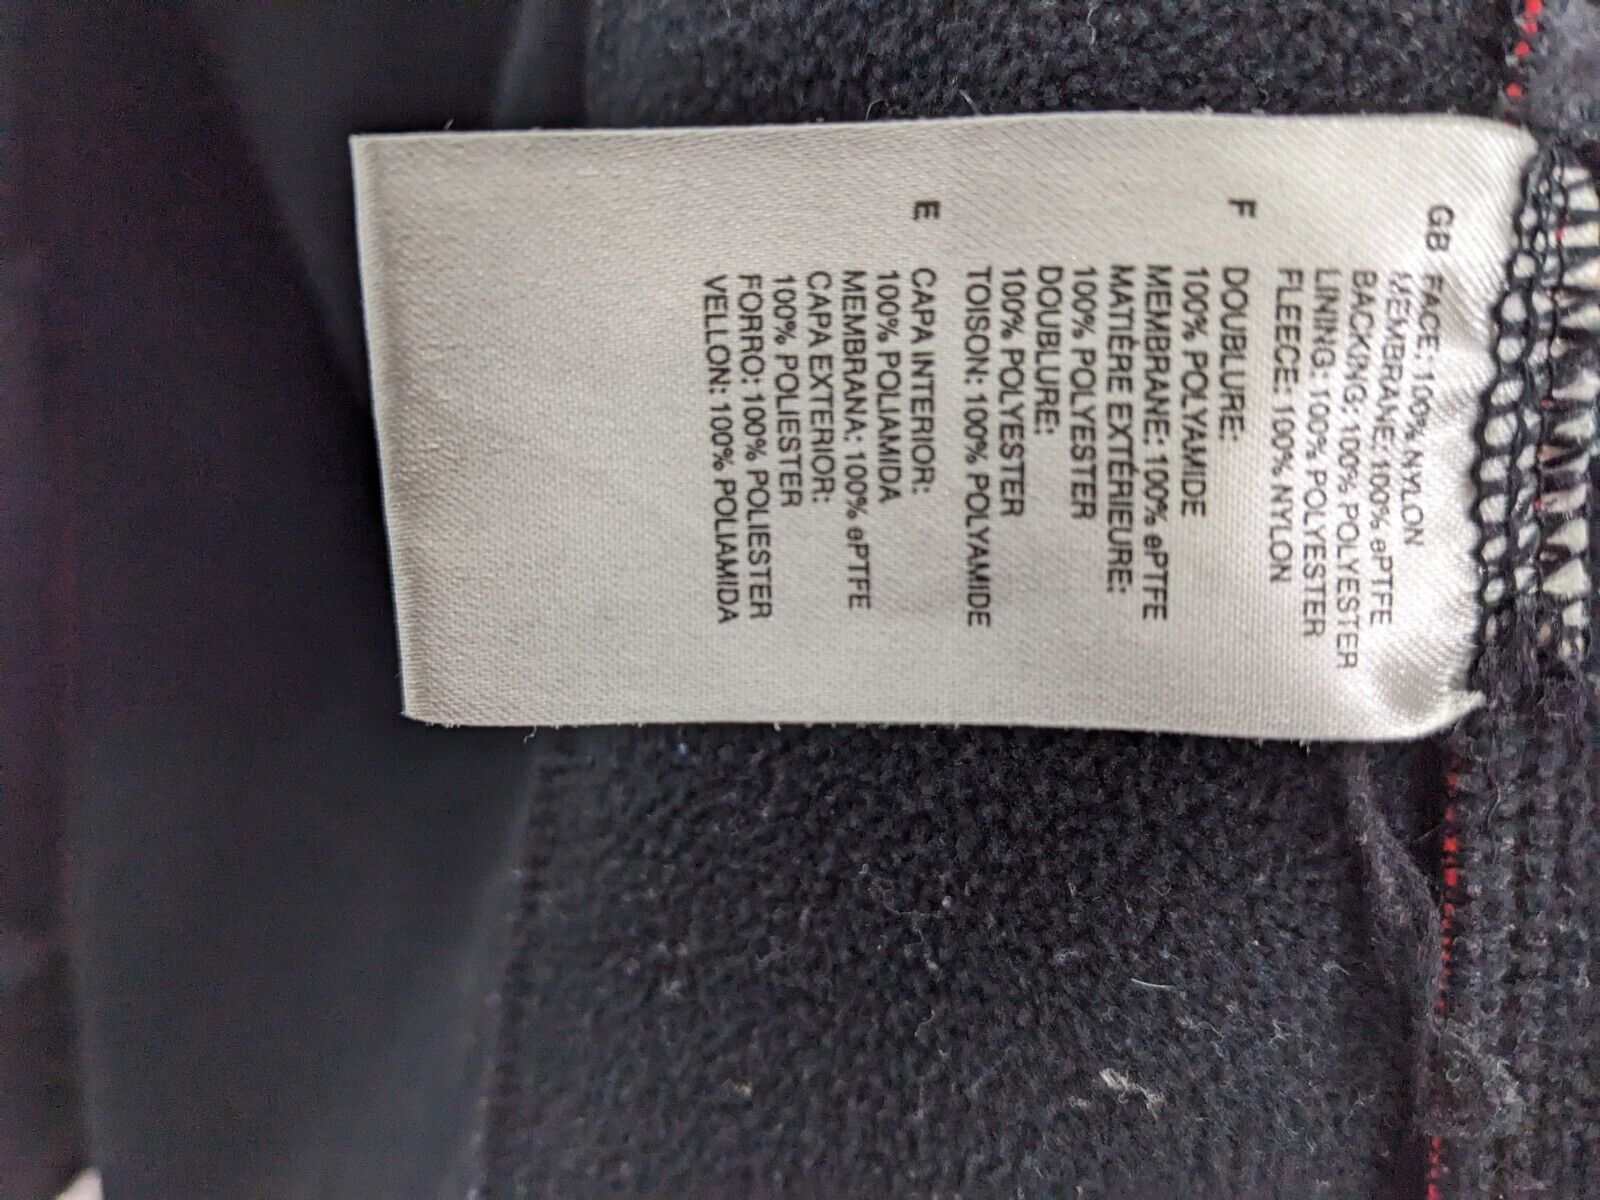 GB FACE: 100% NYLON
MEMBRANE: 100% ePTFE
BACKING: 100% POLYESTER
LINING: 100% POLYESTER
FLEECE: 100% NYLON
F DOUBLURE:
100% POLYAMIDE
MEMBRANE: 100% ePTFE
MATIÈRE EXTÉRIEURE:
100% POLYESTER
DOUBLURE:
100% POLYESTER
TOISON: 100% POLYAMIDE
E CAPA INTERIOR:
100% POLIAMIDA
MEMBRANA: 100% ePTFE
CAPA EXTERIOR:
100% POLIESTER
FORRO: 100% POLIESTER
VELLON: 100% POLIAMIDA